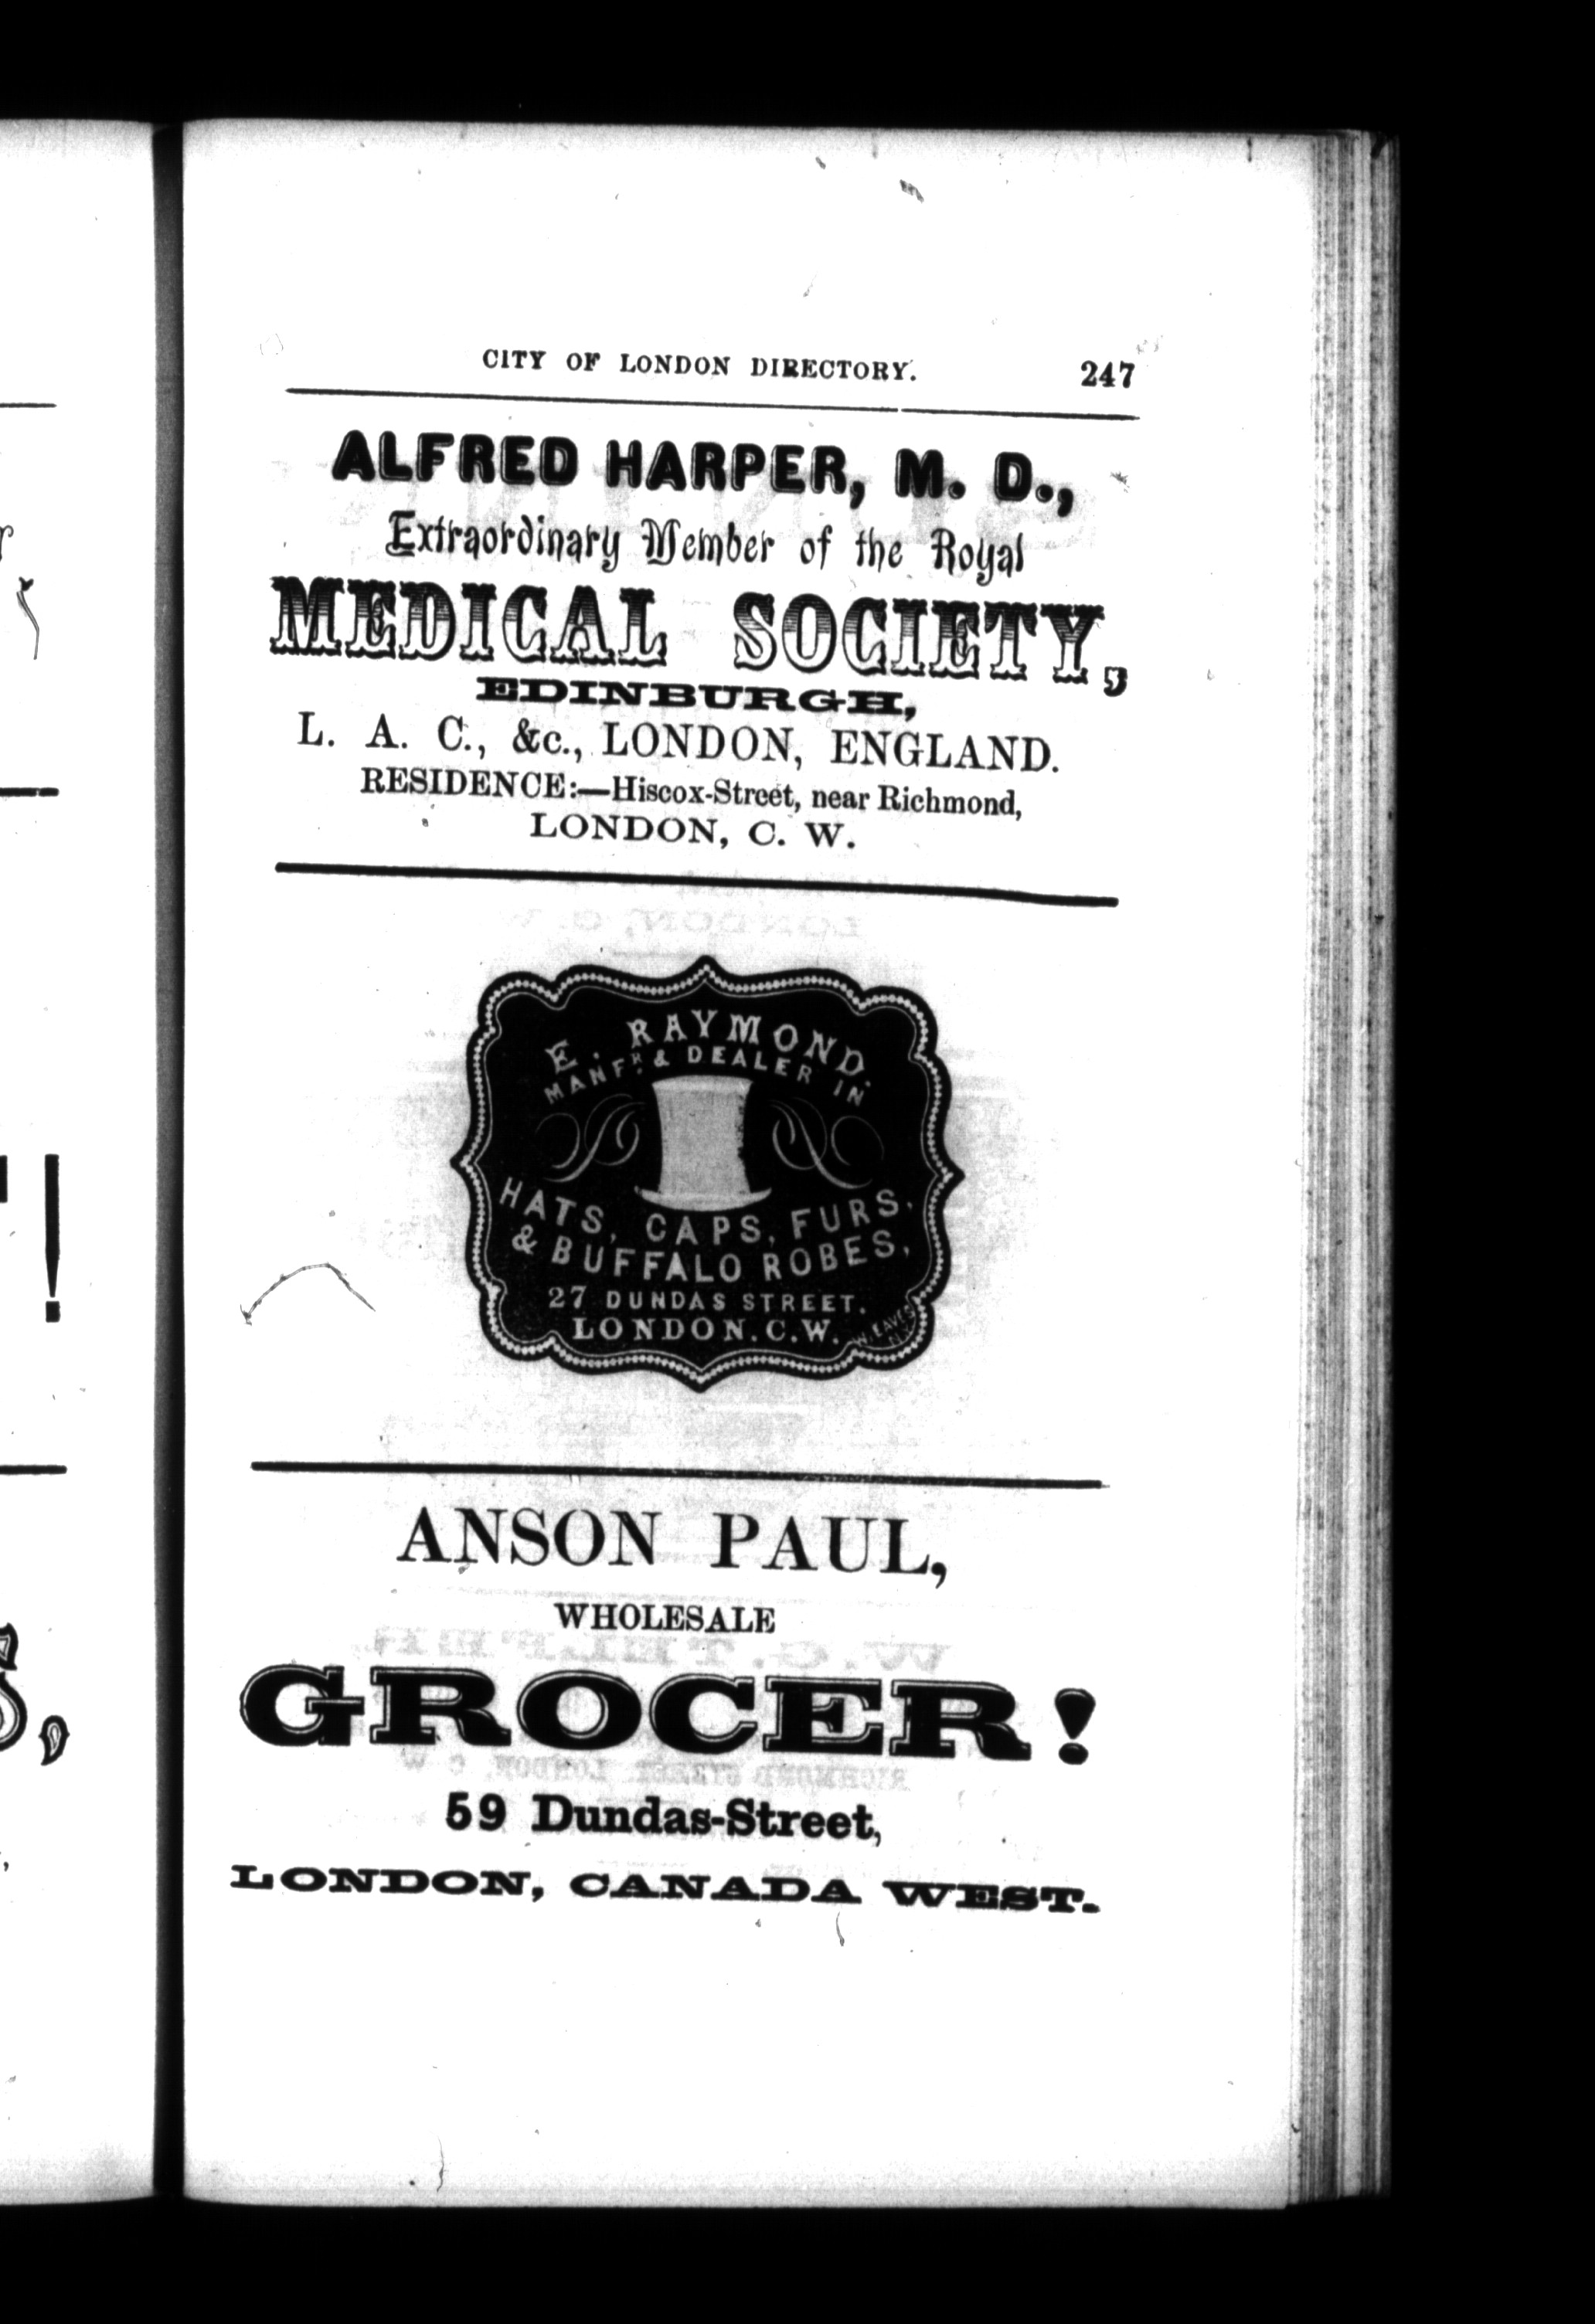 CITY OF LONDON DIRECTORY. 247
ALFRED HARPER, M. D.,
Extraordinary Member of the Royal
MEDICAL SOCIETY,
EDINBURGH,
L. A. C., &c., LONDON, ENGLAND.
RESIDENCE:—Hiscox-Street, near Richmond,
LONDON, C. W.
E. RAYMOND.
MANFR. & DEALER IN
HATS, CAPS, FURS,
& BUFFALO ROBES,
27 DUNDAS STREET.
LONDON. C. W.
W. EAVES
ANSON PAUL,
WHOLESALE
GROCER!
59 Dundas-Street,
LONDON, CANADA WEST.